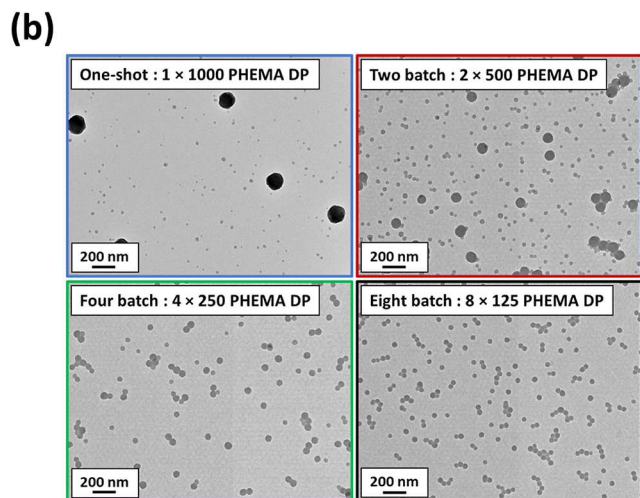 (b)
One-shot : 1 × 1000 PHEMA DP
Two batch : 2 × 500 PHEMA DP
200 nm
200 nm
Four batch : 4 × 250 PHEMA DP
Eight batch : 8 × 125 PHEMA DP
200 nm
200 nm